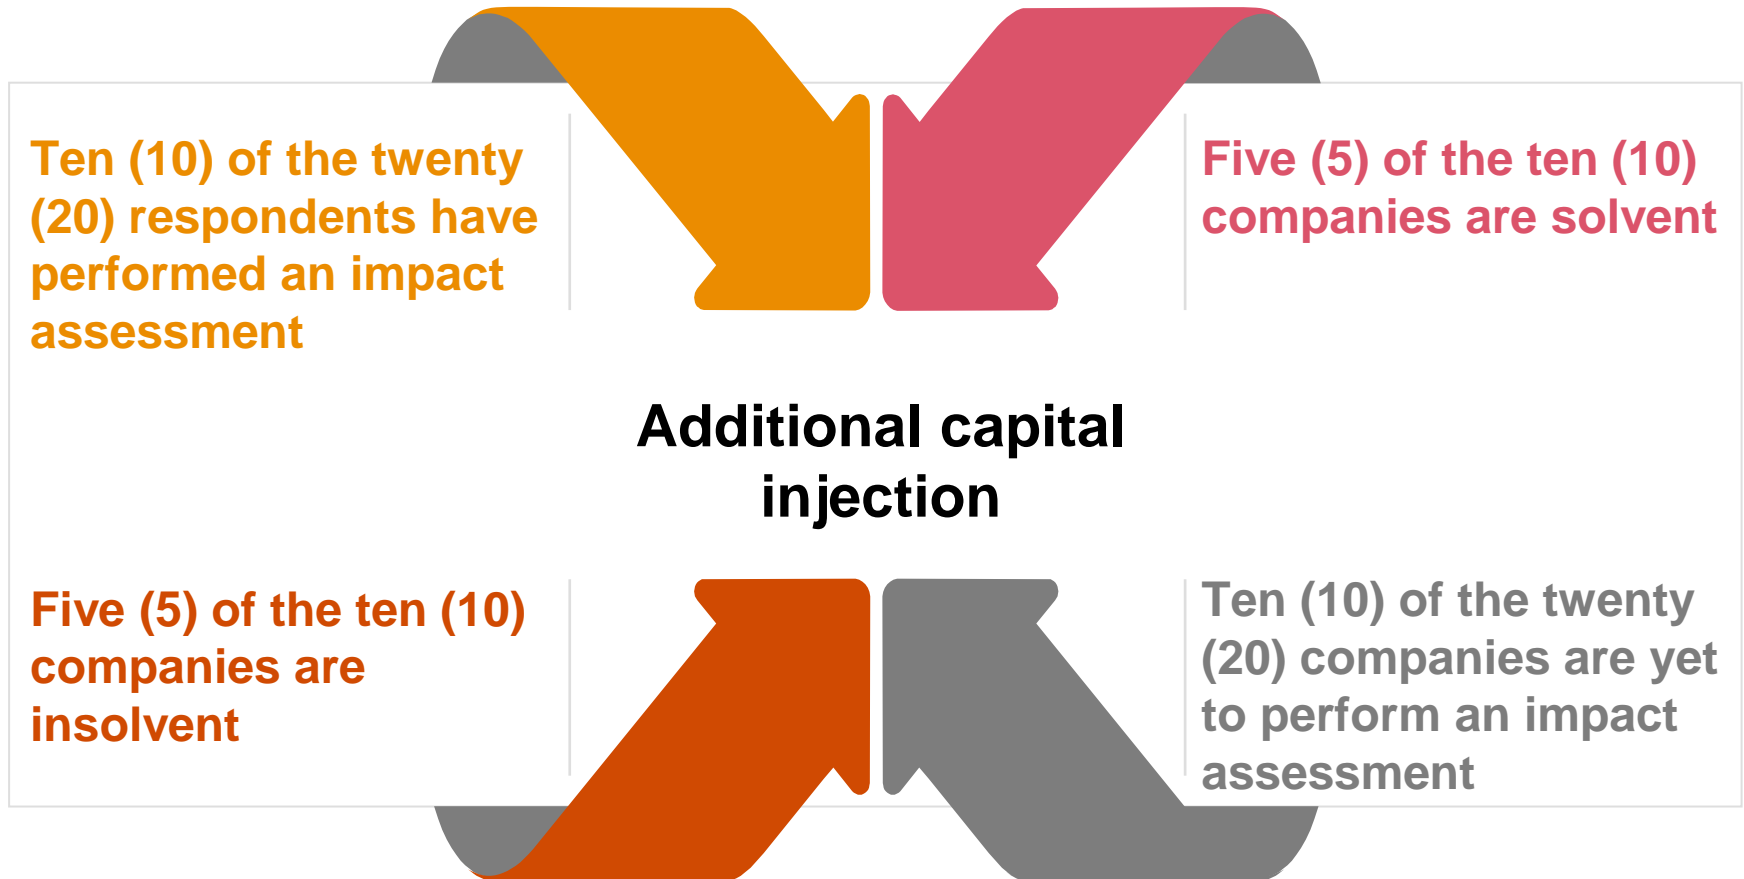 Ten (10) of the twenty
(20) respondents have
performed an impact
assessment
Five (5) of the ten (10)
companies are solvent
Additional capital
injection
Five (5) of the ten (10)
companies are
insolvent
Ten (10) of the twenty
(20) companies are yet
to perform an impact
assessment